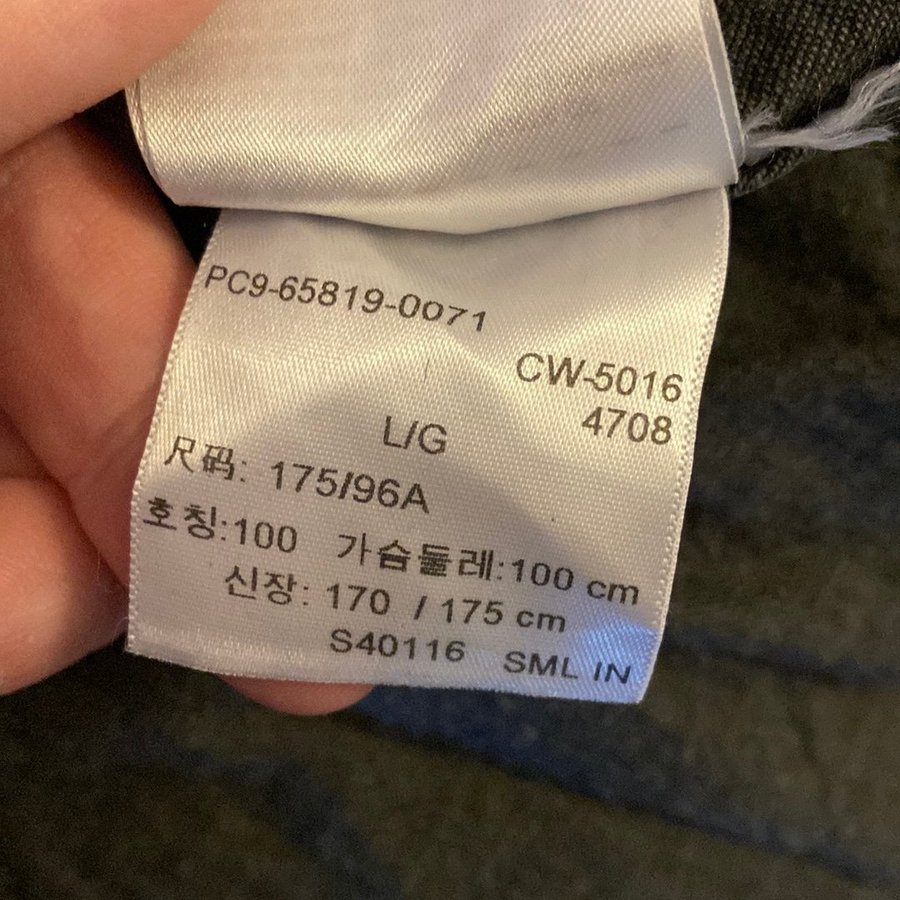 PC9-65819-0071
CW-5016
4708
L/G
尺码: 175/96A
호칭:100 가슴둘레:100 cm
신장: 170 / 175 cm
S40116 SML IN